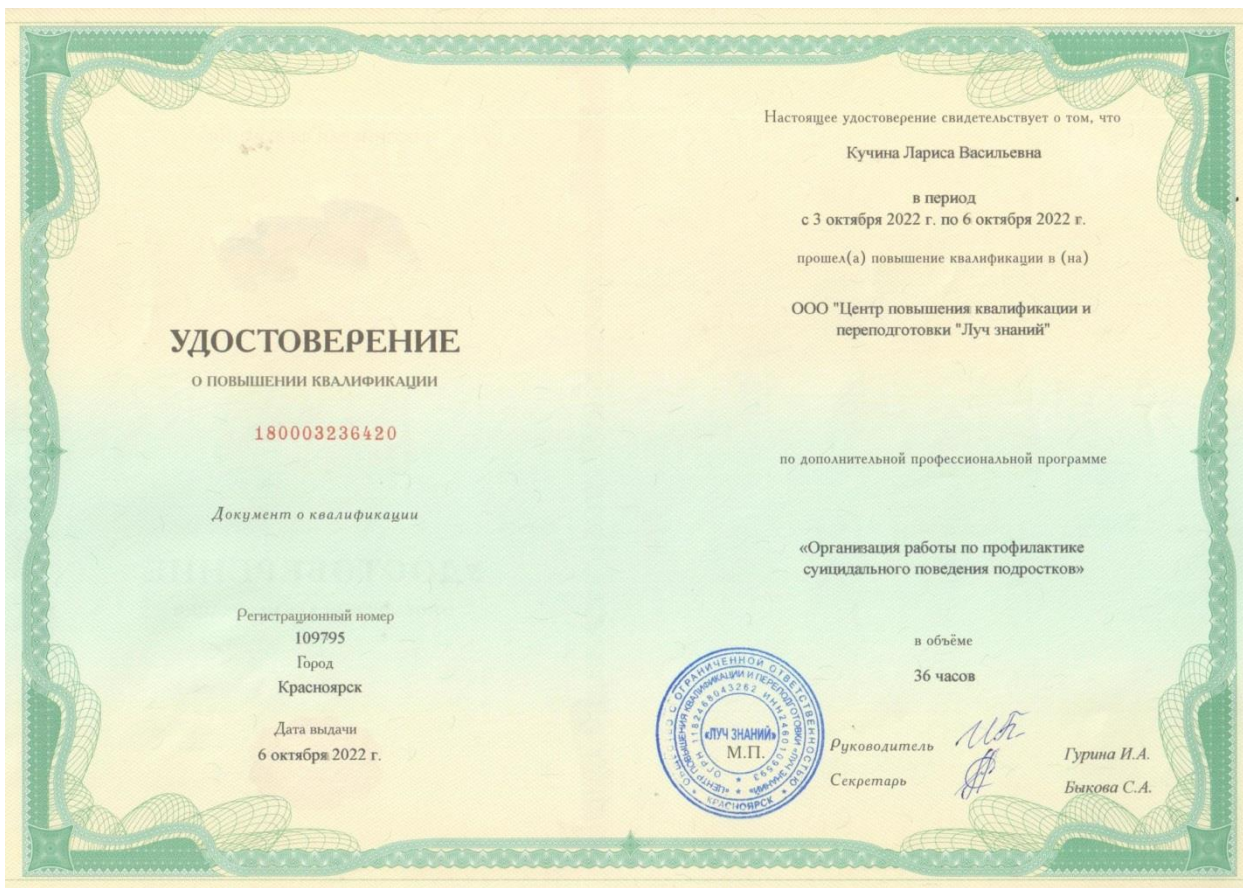 УДОСТОВЕРЕНИЕ
О ПОВЫШЕНИИ КВАЛИФИКАЦИИ
180003236420
Документ о квалификации
Регистрационный номер
109795
Город
Красноярск
Дата выдачи
6 октября 2022 г.
Настоящее удостоверение свидетельствует о том, что
Кучина Лариса Васильевна
в период
с 3 октября 2022 г. по 6 октября 2022 г.
прошел(а) повышение квалификации в (на)
ООО "Центр повышения квалификации и
переподготовки "Луч знаний"
по дополнительной профессиональной программе
«Организация работы по профилактике
суицидального поведения подростков»
в объёме
36 часов
«ЛУЧ ЗНАНИЙ»
М.П.
КРАСНОЯРСК
Руководитель
Гурина И.А.
Секретарь
Быкова С.А.